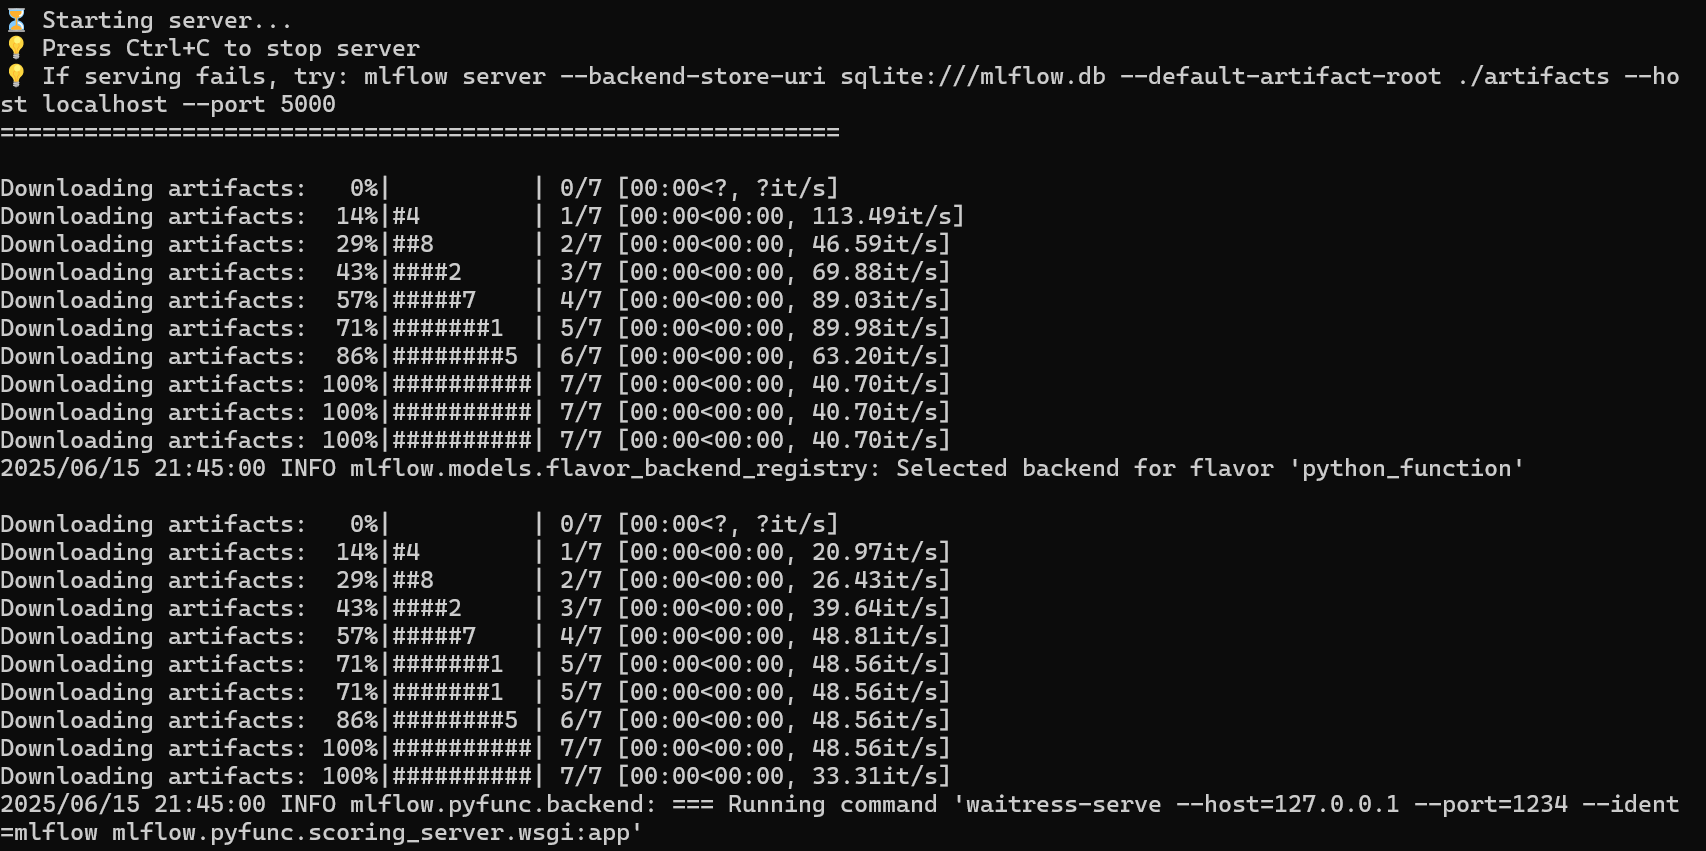 ⏳ Starting server...
💡 Press Ctrl+C to stop server
💡 If serving fails, try: mlflow server --backend-store-uri sqlite:///mlflow.db --default-artifact-root ./artifacts --ho
st localhost --port 5000
============================================================
Downloading artifacts:   0%|          | 0/7 [00:00<?, ?it/s]
Downloading artifacts:  14%|#4        | 1/7 [00:00<00:00, 113.49it/s]
Downloading artifacts:  29%|##8       | 2/7 [00:00<00:00, 46.59it/s]
Downloading artifacts:  43%|####2     | 3/7 [00:00<00:00, 69.88it/s]
Downloading artifacts:  57%|#####7    | 4/7 [00:00<00:00, 89.03it/s]
Downloading artifacts:  71%|#######1  | 5/7 [00:00<00:00, 89.98it/s]
Downloading artifacts:  86%|########5 | 6/7 [00:00<00:00, 63.20it/s]
Downloading artifacts: 100%|##########| 7/7 [00:00<00:00, 40.70it/s]
Downloading artifacts: 100%|##########| 7/7 [00:00<00:00, 40.70it/s]
Downloading artifacts: 100%|##########| 7/7 [00:00<00:00, 40.70it/s]
2025/06/15 21:45:00 INFO mlflow.models.flavor_backend_registry: Selected backend for flavor 'python_function'
Downloading artifacts:   0%|          | 0/7 [00:00<?, ?it/s]
Downloading artifacts:  14%|#4        | 1/7 [00:00<00:00, 20.97it/s]
Downloading artifacts:  29%|##8       | 2/7 [00:00<00:00, 26.43it/s]
Downloading artifacts:  43%|####2     | 3/7 [00:00<00:00, 39.64it/s]
Downloading artifacts:  57%|#####7    | 4/7 [00:00<00:00, 48.81it/s]
Downloading artifacts:  71%|#######1  | 5/7 [00:00<00:00, 48.56it/s]
Downloading artifacts:  71%|#######1  | 5/7 [00:00<00:00, 48.56it/s]
Downloading artifacts:  86%|########5 | 6/7 [00:00<00:00, 48.56it/s]
Downloading artifacts: 100%|##########| 7/7 [00:00<00:00, 48.56it/s]
Downloading artifacts: 100%|##########| 7/7 [00:00<00:00, 33.31it/s]
2025/06/15 21:45:00 INFO mlflow.pyfunc.backend: === Running command 'waitress-serve --host=127.0.0.1 --port=1234 --ident
=mlflow mlflow.pyfunc.scoring_server.wsgi:app'